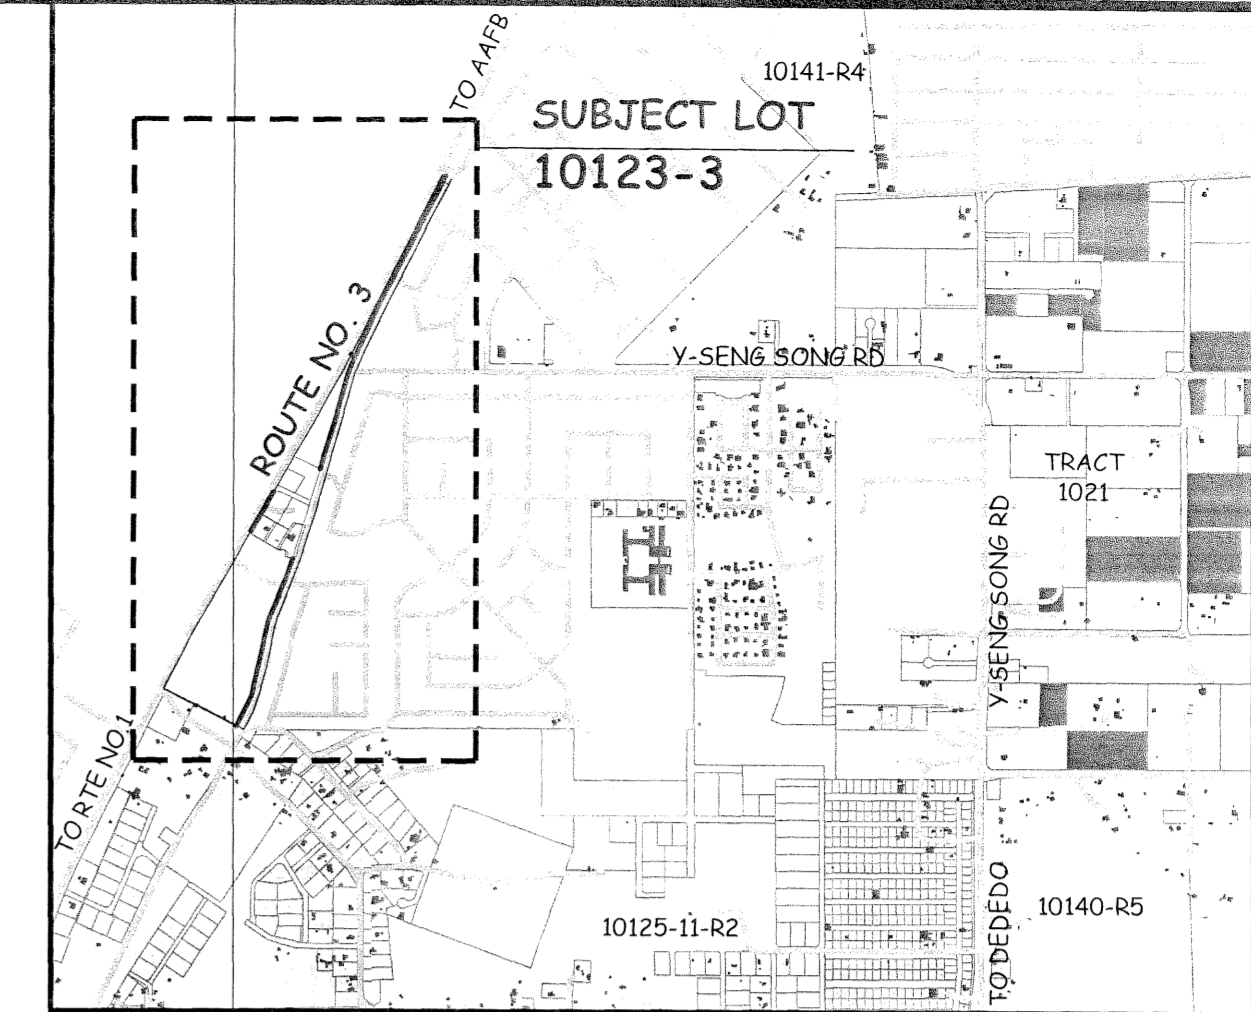 TO AAFB
10141-R4
SUBJECT LOT
10123-3
ROUTE NO. 3
Y-SENG SONG RD
TRACT
1021
Y-SENG SONG RD
TO RTE NO.1
10125-11-R2
TO DEDEDO
10140-R5